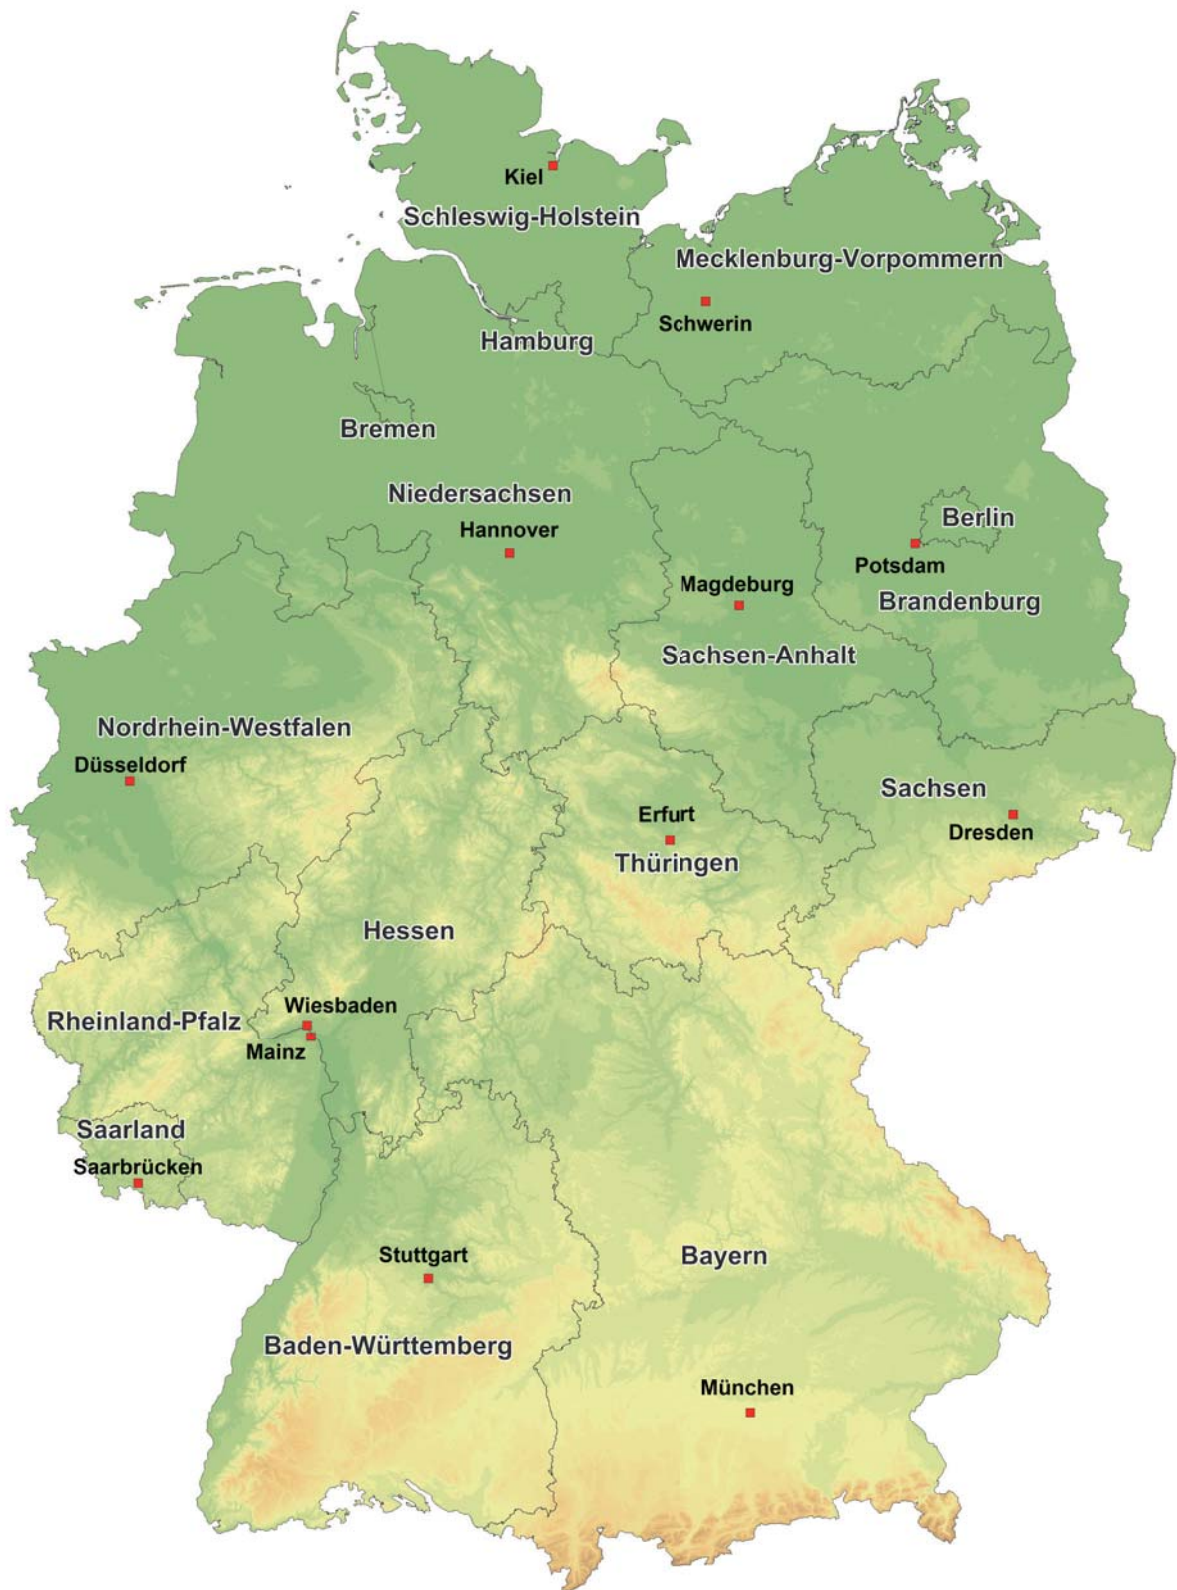 Kiel
Schleswig-Holstein
Mecklenburg-Vorpommern
Schwerin
Hamburg
Bremen
Niedersachsen
Hannover
Berlin
Potsdam
Magdeburg
Brandenburg
Sachsen-Anhalt
Nordrhein-Westfalen
Düsseldorf
Sachsen
Erfurt
Dresden
Thüringen
Hessen
Wiesbaden
Rheinland-Pfalz
Mainz
Saarland
Saarbrücken
Stuttgart
Bayern
Baden-Württemberg
München